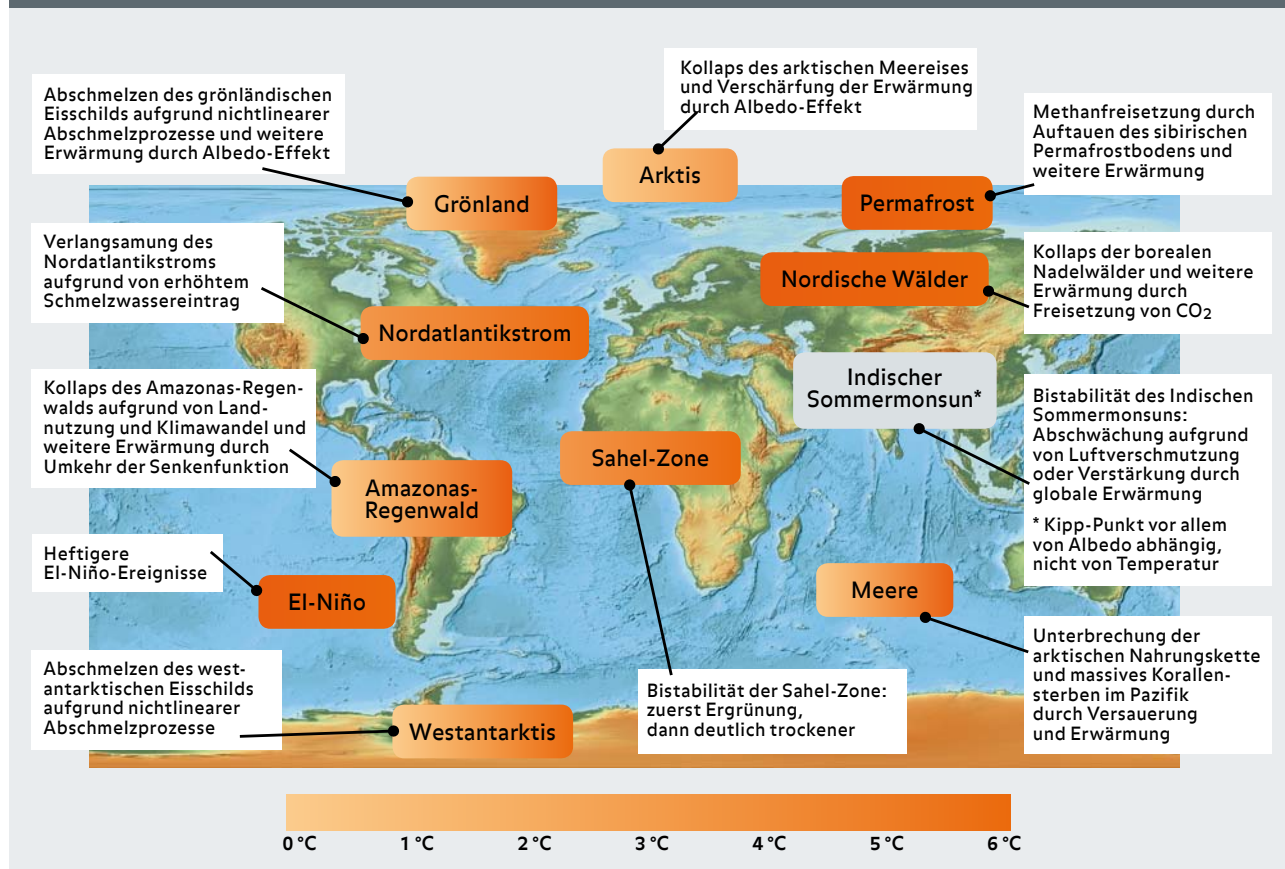 Abschmelzen des grönländischen
Eisschilds aufgrund nichtlinearer
Abschmelzprozesse und weitere
Erwärmung durch Albedo-Effekt
Kollaps des arktischen Meereises
und Verschärfung der Erwärmung
durch Albedo-Effekt
Methanfreisetzung durch
Auftauen des sibirischen
Permafrostbodens und
weitere Erwärmung
Arktis
Grönland
Permafrost
Verlangsamung des
Nordatlantikstroms
aufgrund von erhöhtem
Schmelzwassereintrag
Nordische Wälder
Kollaps der borealen
Nadelwälder und weitere
Erwärmung durch
Freisetzung von CO2
Nordatlantikstrom
Indischer
Sommermonsun*
Kollaps des Amazonas-Regen-
walds aufgrund von Land-
nutzung und Klimawandel und
weitere Erwärmung durch
Umkehr der Senkenfunktion
Bistabilität des Indischen
Sommermonsuns:
Abschwächung aufgrund
von Luftverschmutzung
oder Verstärkung durch
globale Erwärmung
* Kipp-Punkt vor allem
von Albedo abhängig,
nicht von Temperatur
Sahel-Zone
Amazonas-
Regenwald
Heftigere
El-Niño-Ereignisse
El-Niño
Meere
Unterbrechung der
arktischen Nahrungskette
und massives Korallen-
sterben im Pazifik
durch Versauerung
und Erwärmung
Abschmelzen des west-
antarktischen Eisschilds
aufgrund nichtlinearer
Abschmelzprozesse
Bistabilität der Sahel-Zone:
zuerst Ergrünung,
dann deutlich trockener
Westantarktis
0 °C 1 °C 2 °C 3 °C 4 °C 5 °C 6 °C